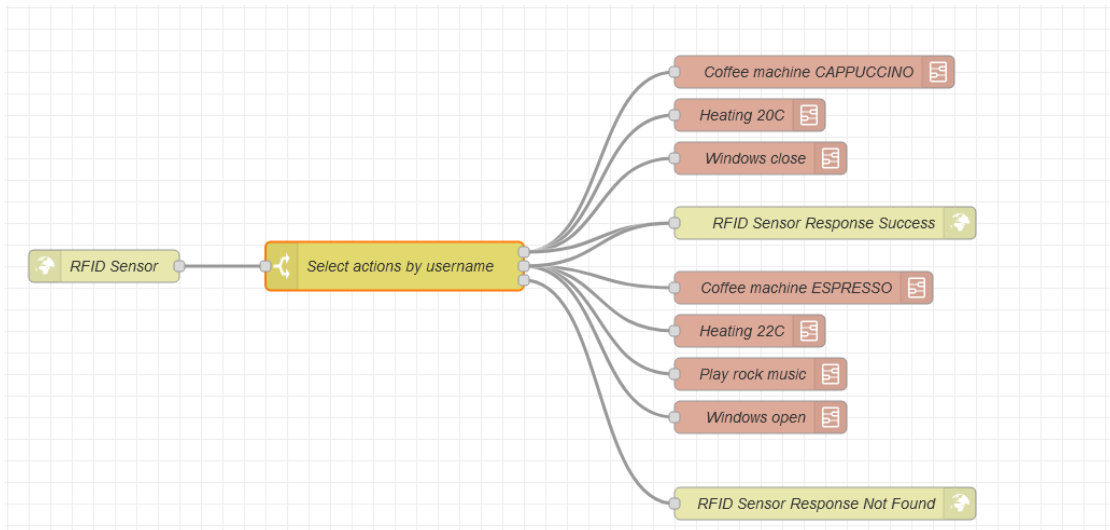 Coffee machine CAPPUCCINO
Heating 20C
Windows close
RFID Sensor Response Success
RFID Sensor
Select actions by username
Coffee machine ESPRESSO
Heating 22C
Play rock music
Windows open
RFID Sensor Response Not Found